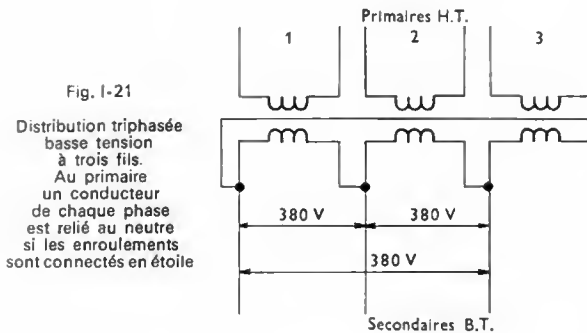 Primaires H.T.
1 2 3
Fig. I-21
Distribution triphasée
basse tension
à trois fils.
Au primaire
un conducteur
de chaque phase
est relié au neutre
si les enroulements
sont connectés en étoile
380 V 380 V
380 V
Secondaires B.T.